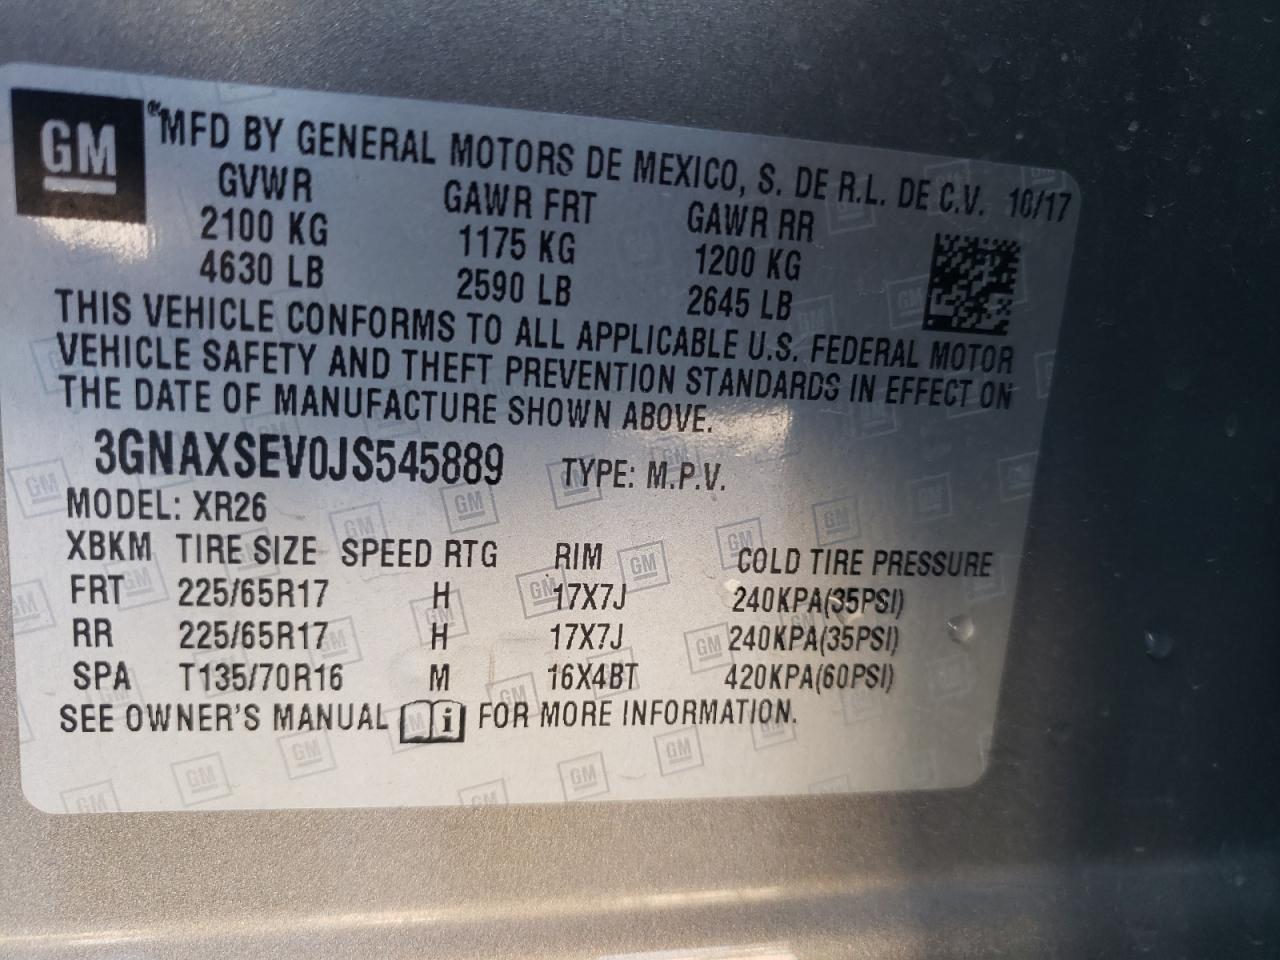 GM
MFD BY GENERAL MOTORS DE MEXICO, S. DE R.L. DE C.V. 10/17
GVWR GAWR FRT GAWR RR
2100 KG 1175 KG 1200 KG
4630 LB 2590 LB 2645 LB
THIS VEHICLE CONFORMS TO ALL APPLICABLE U.S. FEDERAL MOTOR
VEHICLE SAFETY AND THEFT PREVENTION STANDARDS IN EFFECT ON
THE DATE OF MANUFACTURE SHOWN ABOVE.
3GNAXSEV0JS545889 TYPE: M.P.V.
MODEL: XR26
XBKM TIRE SIZE SPEED RTG RIM COLD TIRE PRESSURE
FRT 225/65R17 H 17X7J 240KPA(35PSI)
RR 225/65R17 H 17X7J 240KPA(35PSI)
SPA T135/70R16 M 16X4BT 420KPA(60PSI)
SEE OWNER'S MANUAL i FOR MORE INFORMATION.